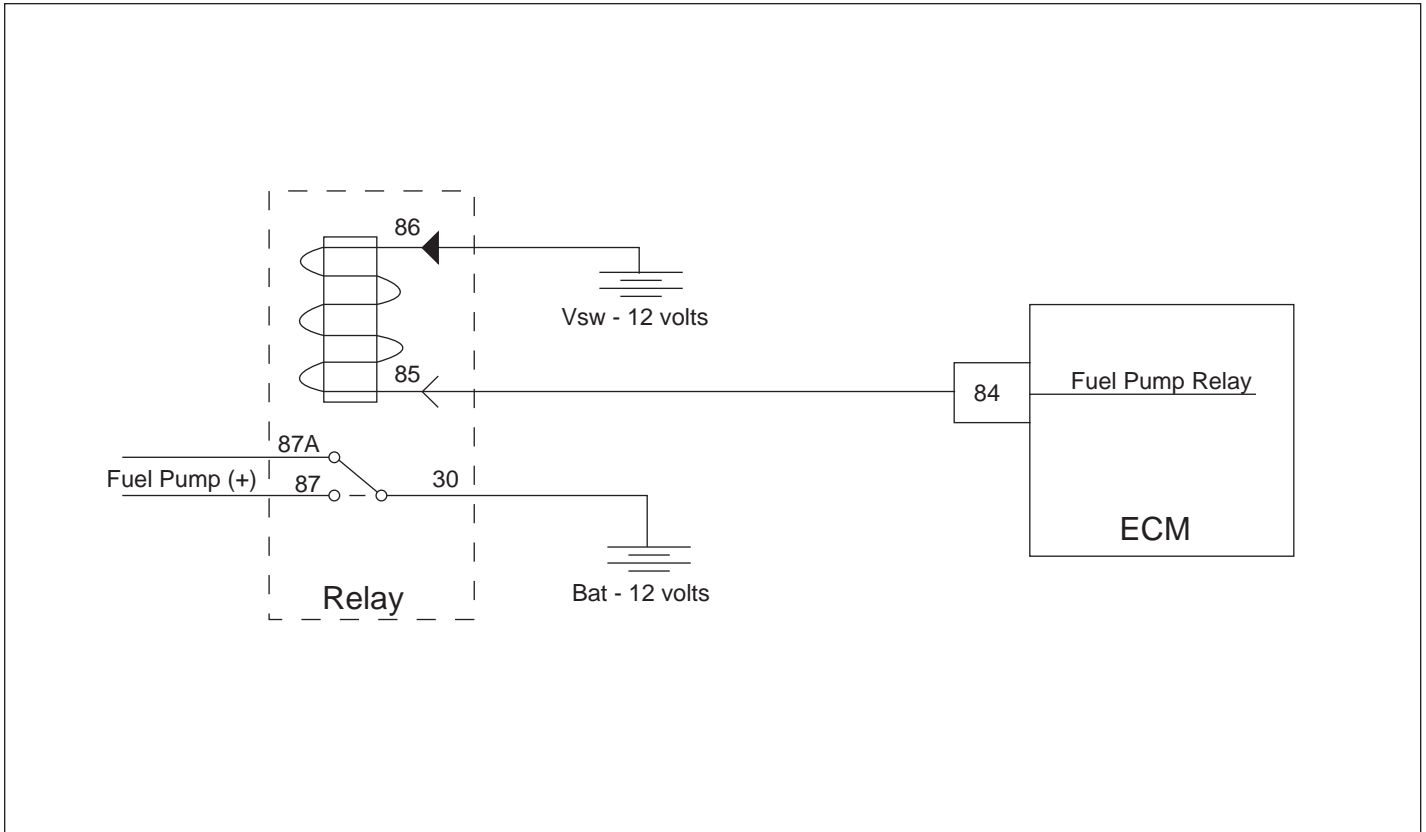 86
Vsw - 12 volts
85
84
Fuel Pump Relay
87A
Fuel Pump (+)
87
30
ECM
Bat - 12 volts
Relay